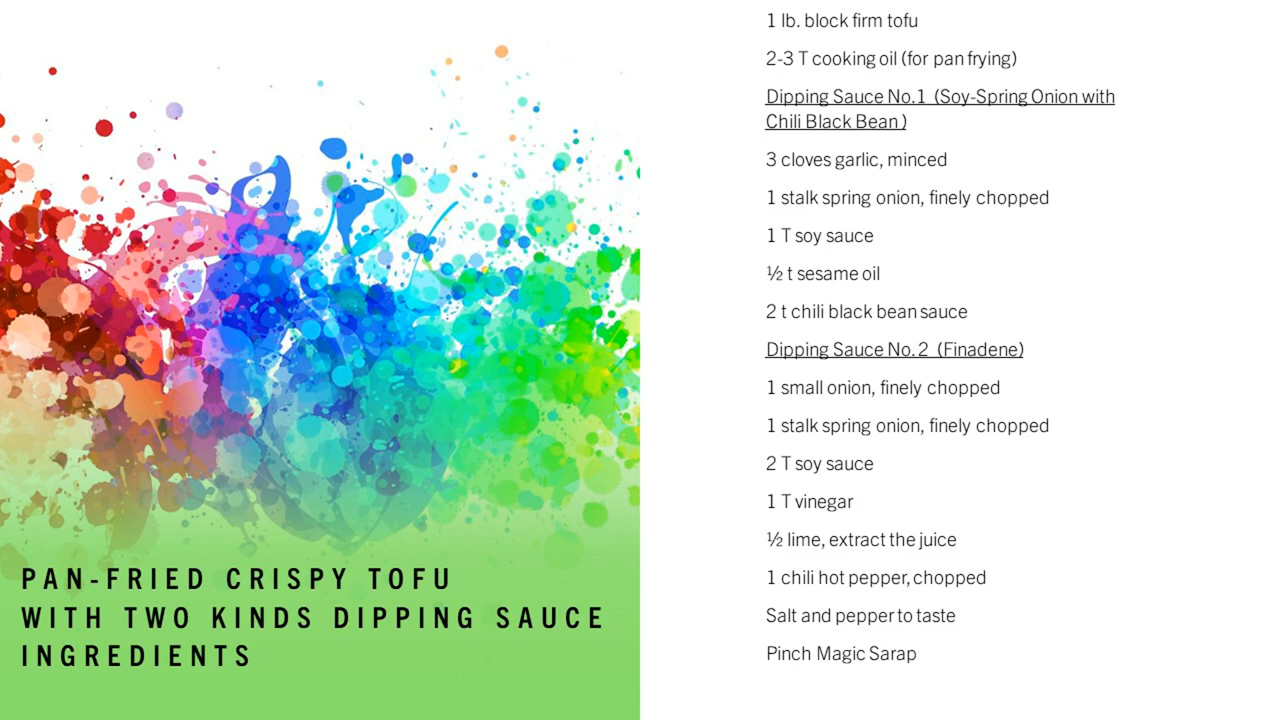 PAN-FRIED CRISPY TOFU
WITH TWO KINDS DIPPING SAUCE
INGREDIENTS
1 lb. block firm tofu
2-3 T cooking oil (for pan frying)
Dipping Sauce No.1 (Soy-Spring Onion with
Chili Black Bean )
3 cloves garlic, minced
1 stalk spring onion, finely chopped
1 T soy sauce
½ t sesame oil
2 t chili black bean sauce
Dipping Sauce No. 2 (Finadene)
1 small onion, finely chopped
1 stalk spring onion, finely chopped
2 T soy sauce
1 T vinegar
½ lime, extract the juice
1 chili hot pepper, chopped
Salt and pepper to taste
Pinch Magic Sarap